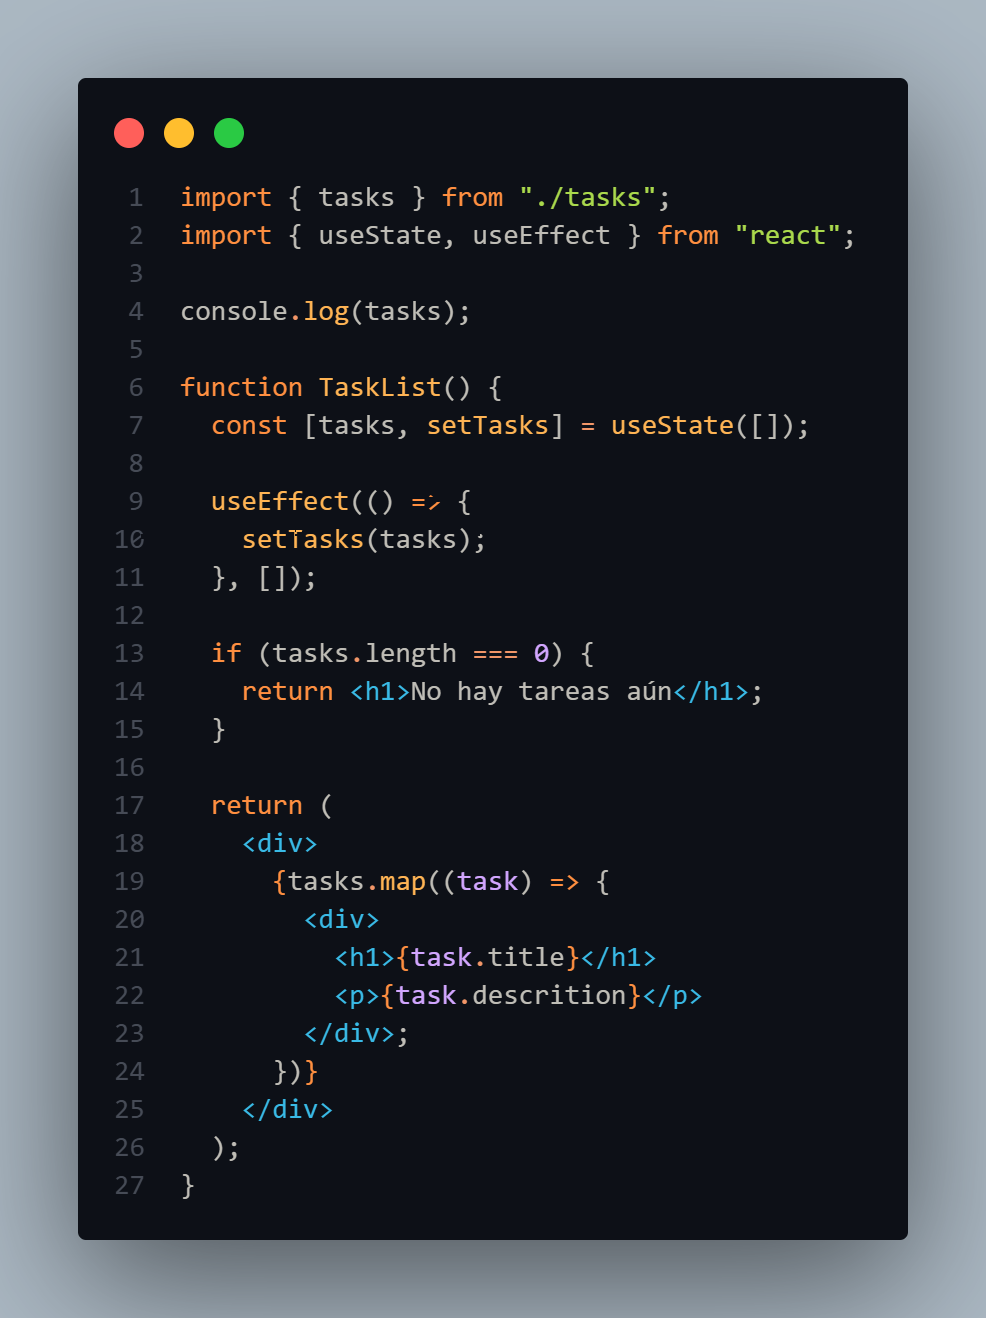 1 import { tasks } from "./tasks";
2 import { useState, useEffect } from "react";
3
4 console.log(tasks);
5
6 function TaskList() {
7   const [tasks, setTasks] = useState([]);
8
9   useEffect(() => {
10     setTasks(tasks);
11   }, []);
12
13   if (tasks.length === 0) {
14     return <h1>No hay tareas aún</h1>;
15   }
16
17   return (
18     <div>
19       {tasks.map((task) => {
20         <div>
21           <h1>{task.title}</h1>
22           <p>{task.descrition}</p>
23         </div>;
24       })}
25     </div>
26   );
27 }